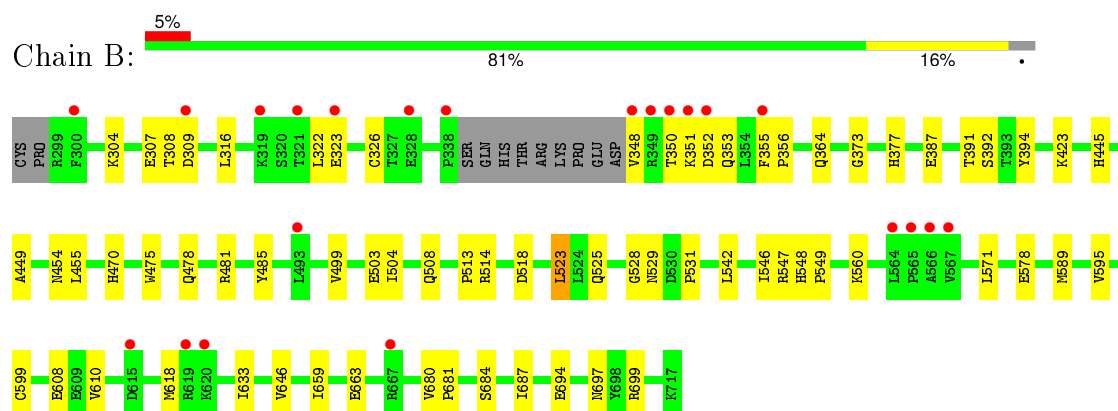 5%
Chain B:
81% 16% •
CYS PRO R299 F300 K304 E307 T308 D309 L316 K319 S320 T321 L322 E323 G326 T327 E328 P338 SER GLN HIS THR ARG LYS PRO GLU ASP V348 R349 T350 K351 D352 Q353 L354 F355 P356 Q364 G373 H377 E387 T391 S392 T393 Y394 K423 H445
A449 N454 L455 H470 W475 Q478 R481 Y485 L493 V499 E503 I504 Q508 P513 R514 D518 L523 L524 Q525 G528 N529 D530 P531 L542 I546 R547 H548 P549 K560 L564 P565 A566 V567 L571 E578 M589 V595
C599 E608 E609 V610 D615 M618 R619 K620 I633 V646 I659 E663 R667 V680 P681 S684 I687 E694 N697 Y698 R699 K717